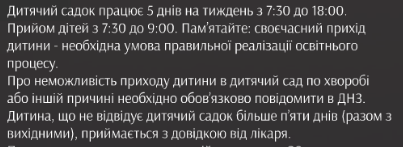 Дитячий садок працює 5 днів на тиждень з 7:30 до 18:00.
Прийом дітей з 7:30 до 9:00. Пам'ятайте: своєчасний прихід
дитини - необхідна умова правильної реалізації освітнього
процесу.
Про неможливість приходу дитини в дитячий сад по хворобі
або іншій причині необхідно обов'язково повідомити в ДНЗ.
Дитина, що не відвідує дитячий садок більше п'яти днів (разом з
вихідними), приймається з довідкою від лікаря.